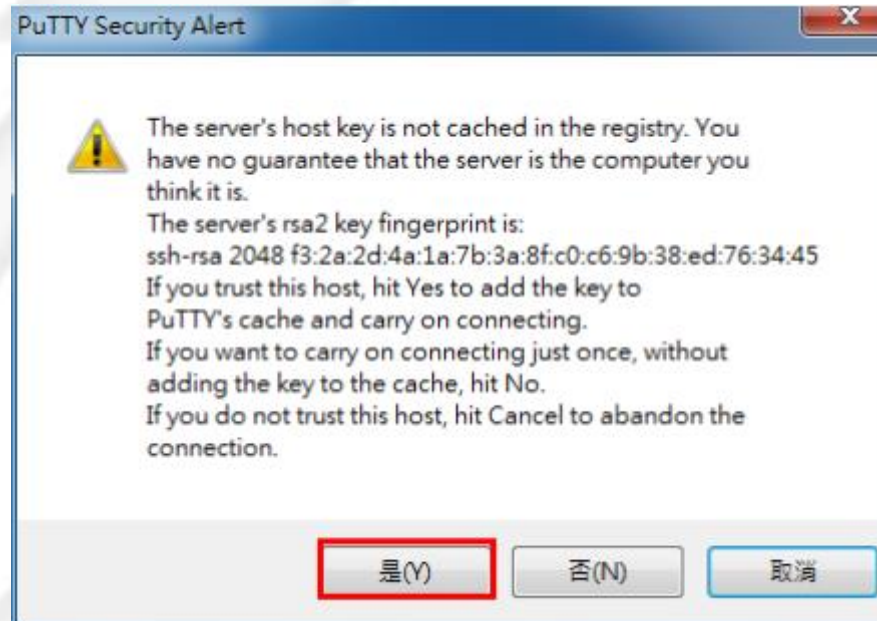 PuTTY Security Alert
The server's host key is not cached in the registry. You
have no guarantee that the server is the computer you
think it is.
The server's rsa2 key fingerprint is:
ssh-rsa 2048 f3:2a:2d:4a:1a:7b:3a:8f:c0:c6:9b:38:ed:76:34:45
If you trust this host, hit Yes to add the key to
PuTTY's cache and carry on connecting.
If you want to carry on connecting just once, without
adding the key to the cache, hit No.
If you do not trust this host, hit Cancel to abandon the
connection.
是(Y) 否(N) 取消